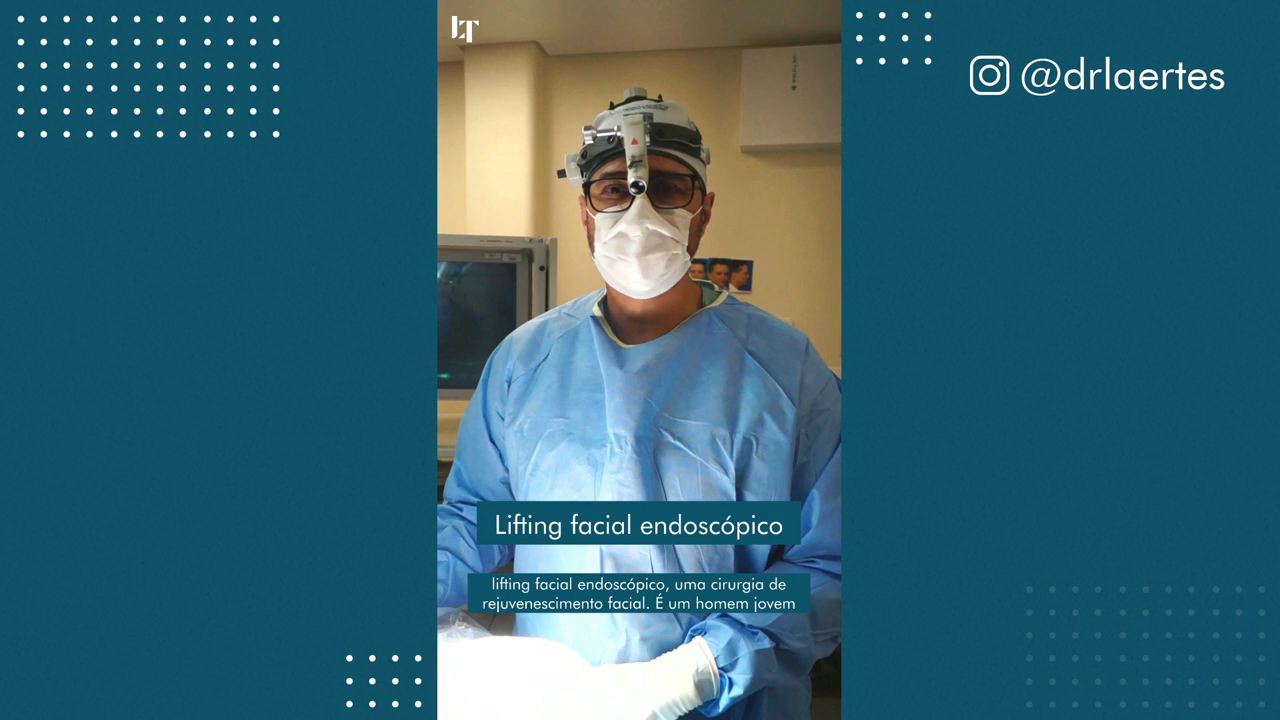 LT
@drlaertes
Lifting facial endoscópico
lifting facial endoscópico, uma cirurgia de
rejuvenescimento facial. É um homem jovem